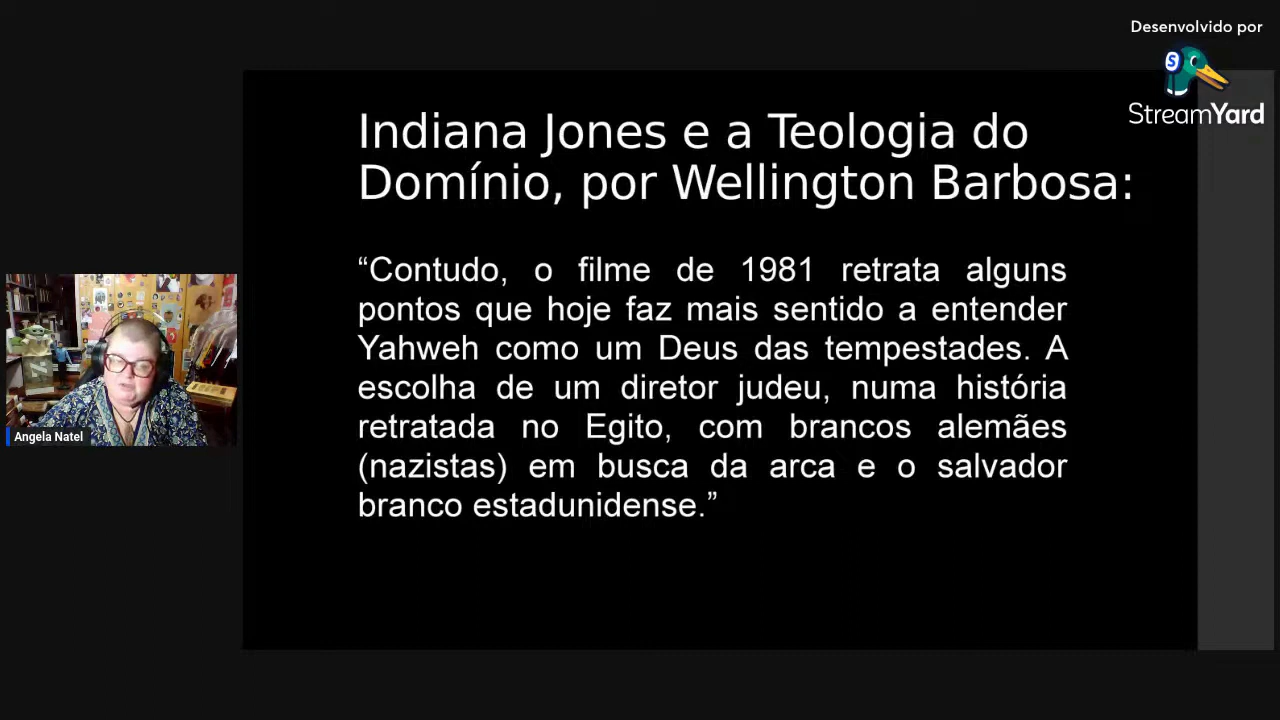 Desenvolvido por
StreamYard
Indiana Jones e a Teologia do
Domínio, por Wellington Barbosa:
“Contudo, o filme de 1981 retrata alguns
pontos que hoje faz mais sentido a entender
Yahweh como um Deus das tempestades. A
escolha de um diretor judeu, numa história
retratada no Egito, com brancos alemães
(nazistas) em busca da arca e o salvador
branco estadunidense.”
Angela Natel